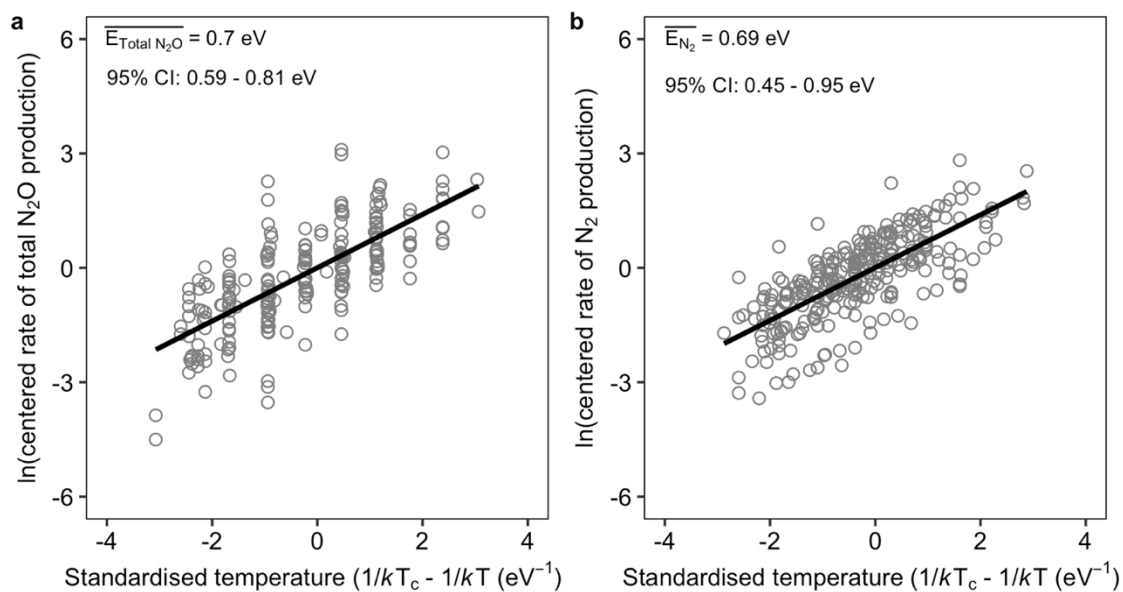 a
E̅T̅o̅t̅a̅l̅ ̅N̅₂̅O̅ = 0.7 eV
95% CI: 0.59 - 0.81 eV
ln(centered rate of total N₂O production)
6
3
0
-3
-6
-4 -2 0 2 4
Standardised temperature (1/kTc - 1/kT (eV⁻¹)
b
E̅N̅₂ = 0.69 eV
95% CI: 0.45 - 0.95 eV
ln(centered rate of N₂ production)
6
3
0
-3
-6
-4 -2 0 2 4
Standardised temperature (1/kTc - 1/kT (eV⁻¹)